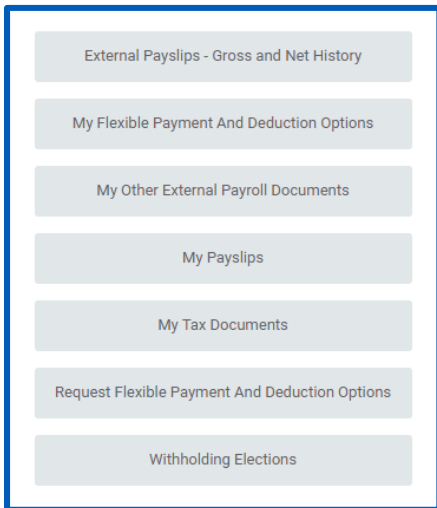 External Payslips - Gross and Net History
My Flexible Payment And Deduction Options
My Other External Payroll Documents
My Payslips
My Tax Documents
Request Flexible Payment And Deduction Options
Withholding Elections